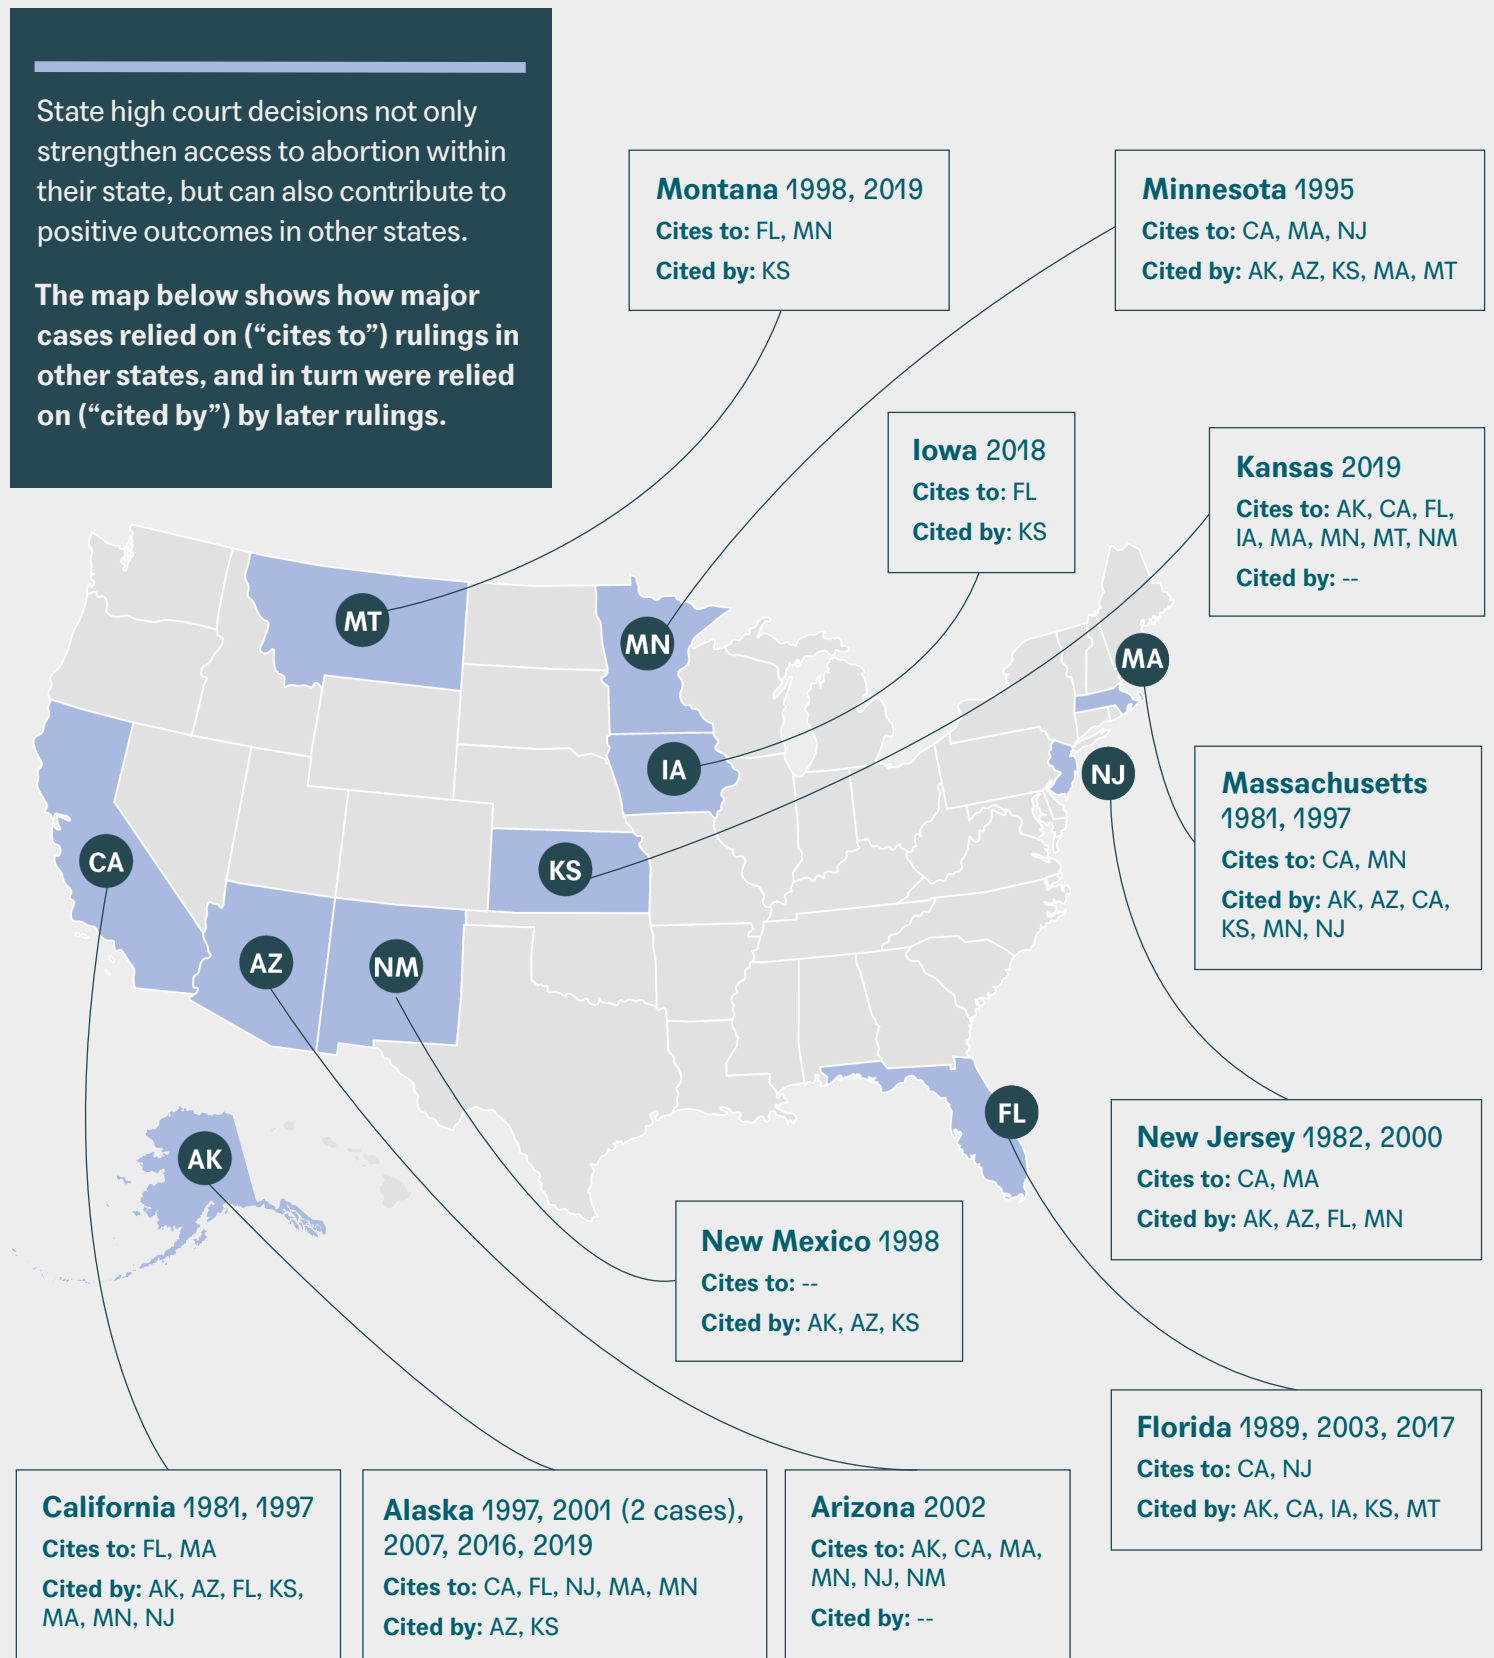 State high court decisions not only
strengthen access to abortion within
their state, but can also contribute to
positive outcomes in other states.
The map below shows how major
cases relied on (“cites to”) rulings in
other states, and in turn were relied
on (“cited by”) by later rulings.
Montana 1998, 2019
Cites to: FL, MN
Cited by: KS
Minnesota 1995
Cites to: CA, MA, NJ
Cited by: AK, AZ, KS, MA, MT
Iowa 2018
Cites to: FL
Cited by: KS
Kansas 2019
Cites to: AK, CA, FL,
IA, MA, MN, MT, NM
Cited by: --
MT
MN
MA
IA
NJ
CA
KS
AZ
NM
FL
AK
Massachusetts
1981, 1997
Cites to: CA, MN
Cited by: AK, AZ, CA,
KS, MN, NJ
New Jersey 1982, 2000
Cites to: CA, MA
Cited by: AK, AZ, FL, MN
New Mexico 1998
Cites to: --
Cited by: AK, AZ, KS
Florida 1989, 2003, 2017
Cites to: CA, NJ
Cited by: AK, CA, IA, KS, MT
California 1981, 1997
Cites to: FL, MA
Cited by: AK, AZ, FL, KS,
MA, MN, NJ
Alaska 1997, 2001 (2 cases),
2007, 2016, 2019
Cites to: CA, FL, NJ, MA, MN
Cited by: AZ, KS
Arizona 2002
Cites to: AK, CA, MA,
MN, NJ, NM
Cited by: --